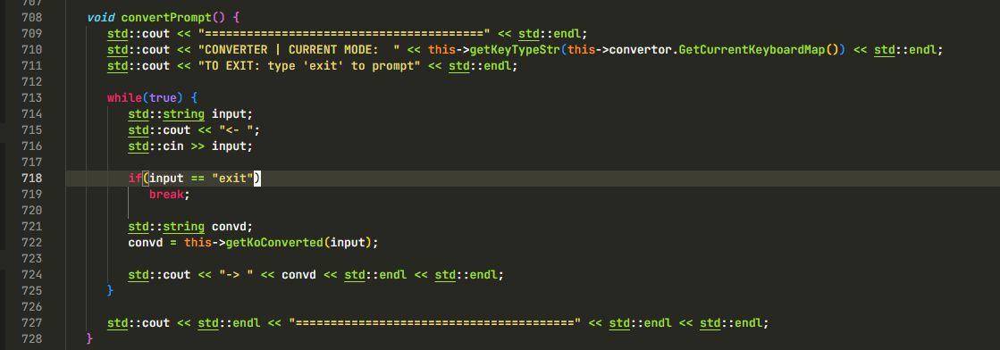 707
708 void convertPrompt() {
709 std::cout << "========================================" << std::endl;
710 std::cout << "CONVERTER | CURRENT MODE:  " << this->getKeyTypeStr(this->convertor.GetCurrentKeyboardMap()) << std::endl;
711 std::cout << "TO EXIT: type 'exit' to prompt" << std::endl;
712
713 while(true) {
714 std::string input;
715 std::cout << "<- ";
716 std::cin >> input;
717
718 if(input == "exit")
719 break;
720
721 std::string convd;
722 convd = this->getKoConverted(input);
723
724 std::cout << "-> " << convd << std::endl << std::endl;
725 }
726
727 std::cout << std::endl << "========================================" << std::endl << std::endl;
728 }